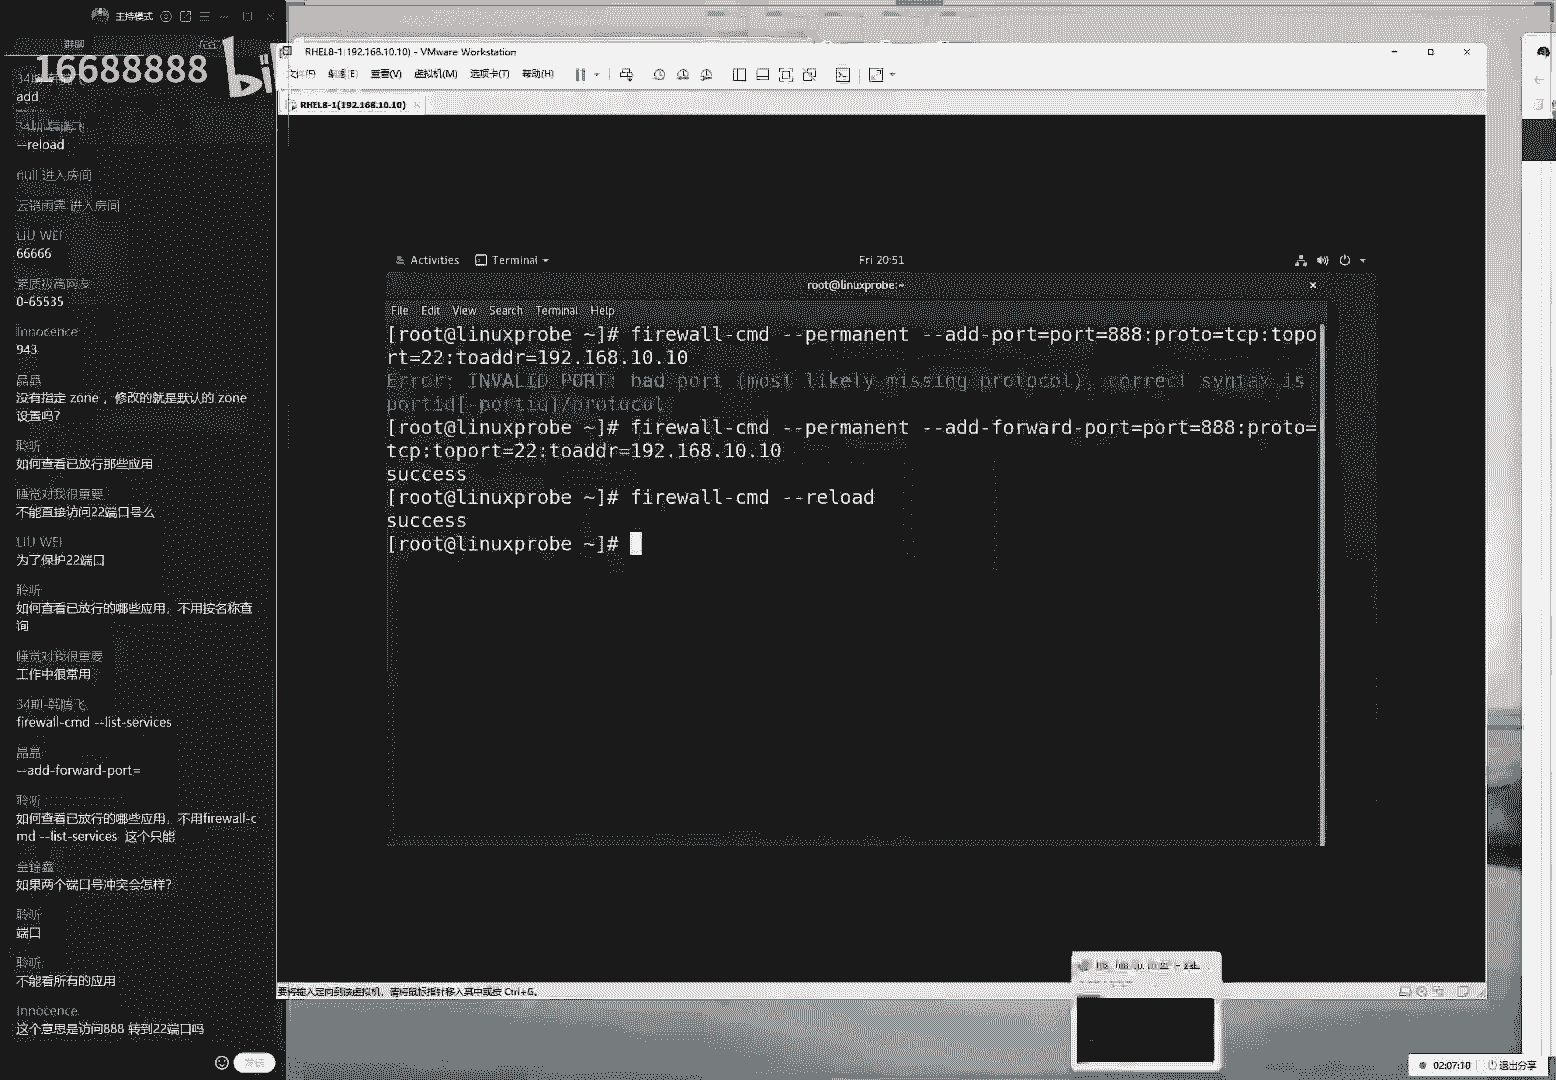 主持模式
16688888
add
--reload
null 进入房间
云销雨霁 进入房间
LIU WEI
66666
素质极高网友
0-65535
Innocence
943
晶晶
没有指定 zone ，修改的就是默认的 zone
设置吗?
聆听
如何查看已放行那些应用
睡觉对我很重要
不能直接访问22端口号么
LIU WEI
为了保护22端口
聆听
如何查看已放行的哪些应用，不用按名称查
询
睡觉对我很重要
工作中很常用
34期-韩腾飞
firewall-cmd --list-services
晶晶
--add-forward-port=
聆听
如何查看已放行的哪些应用，不用firewall-c
md --list-services  这个只能
如果两个端口号冲突会怎样?
聆听
端口
聆听
不能看所有的应用
Innocence
这个意思是访问888 转到22端口吗
发送
RHEL8-1(192.168.10.10) - VMware Workstation
文件(F) 编辑(E) 查看(V) 虚拟机(M) 选项卡(T) 帮助(H)
RHEL8-1(192.168.10.10)
Activities Terminal Fri 20:51
root@linuxprobe:~
File Edit View Search Terminal Help
[root@linuxprobe ~]# firewall-cmd --permanent --add-port=port=888:proto=tcp:topo
rt=22:toaddr=192.168.10.10
Error: INVALID_PORT: bad port (most likely missing protocol), correct syntax is
portid[-portid]/protocol
[root@linuxprobe ~]# firewall-cmd --permanent --add-forward-port=port=888:proto=
tcp:toport=22:toaddr=192.168.10.10
success
[root@linuxprobe ~]# firewall-cmd --reload
success
[root@linuxprobe ~]#
要将输入定向到该虚拟机，请将鼠标指针移入其中或按 Ctrl+G。
02:07:10 退出分享